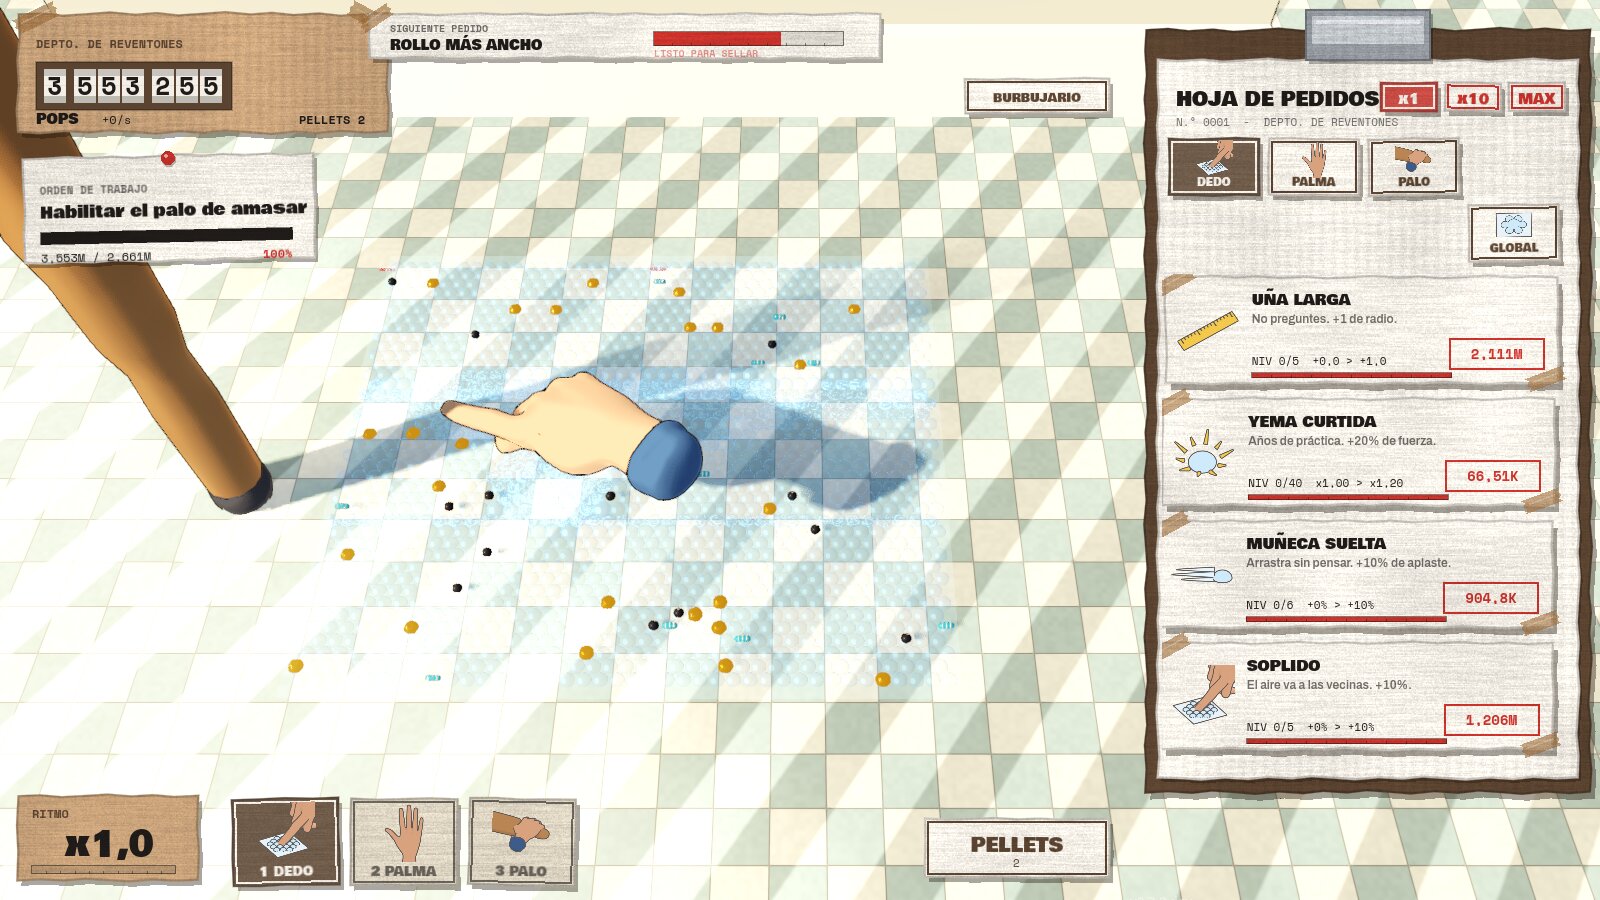 DEPTO. DE REVENTONES
3 553 255
POPS +0/s PELLETS 2
SIGUIENTE PEDIDO
ROLLO MÁS ANCHO
LISTO PARA SELLAR
BURBUJARIO
ORDEN DE TRABAJO
Habilitar el palo de amasar
3,553M / 2,661M 100%
HOJA DE PEDIDOS x1 x10 MAX
N.° 0001 - DEPTO. DE REVENTONES
DEDO PALMA PALO
GLOBAL
UÑA LARGA
No preguntes. +1 de radio.
NIV 0/5 +0,0 > +1,0 2,111M
YEMA CURTIDA
Años de práctica. +20% de fuerza.
NIV 0/40 x1,00 > x1,20 66,51K
MUÑECA SUELTA
Arrastra sin pensar. +10% de aplaste.
NIV 0/6 +0% > +10% 904,8K
SOPLIDO
El aire va a las vecinas. +10%.
NIV 0/5 +0% > +10% 1,206M
RITMO
x1,0
1 DEDO 2 PALMA 3 PALO
PELLETS
2